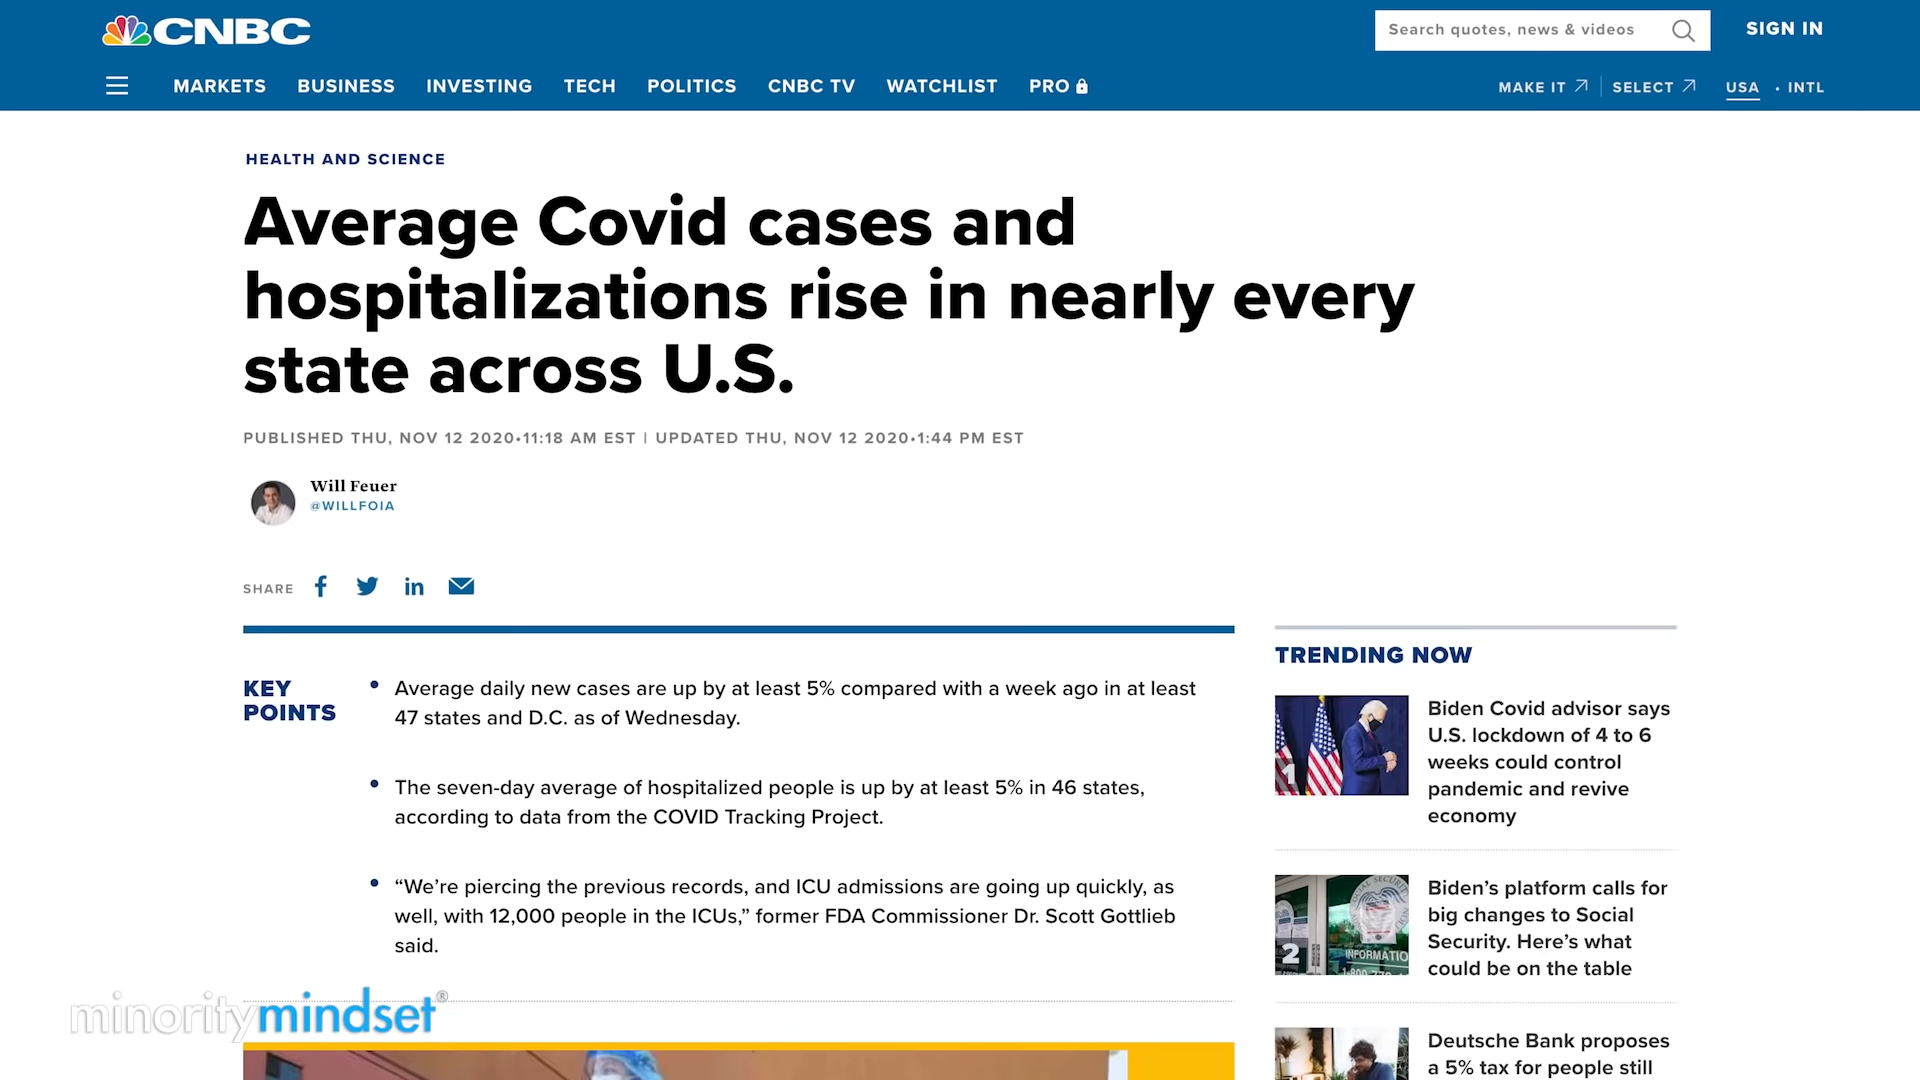 CNBC
Search quotes, news & videos
SIGN IN
MARKETS BUSINESS INVESTING TECH POLITICS CNBC TV WATCHLIST PRO
MAKE IT SELECT USA • INTL
HEALTH AND SCIENCE
Average Covid cases and
hospitalizations rise in nearly every
state across U.S.
PUBLISHED THU, NOV 12 2020•11:18 AM EST | UPDATED THU, NOV 12 2020•1:44 PM EST
Will Feuer
@WILLFOIA
SHARE
KEY
POINTS
• Average daily new cases are up by at least 5% compared with a week ago in at least
47 states and D.C. as of Wednesday.
• The seven-day average of hospitalized people is up by at least 5% in 46 states,
according to data from the COVID Tracking Project.
• “We’re piercing the previous records, and ICU admissions are going up quickly, as
well, with 12,000 people in the ICUs,” former FDA Commissioner Dr. Scott Gottlieb
said.
TRENDING NOW
1
Biden Covid advisor says
U.S. lockdown of 4 to 6
weeks could control
pandemic and revive
economy
2
Biden’s platform calls for
big changes to Social
Security. Here’s what
could be on the table
Deutsche Bank proposes
a 5% tax for people still
minoritymindset®